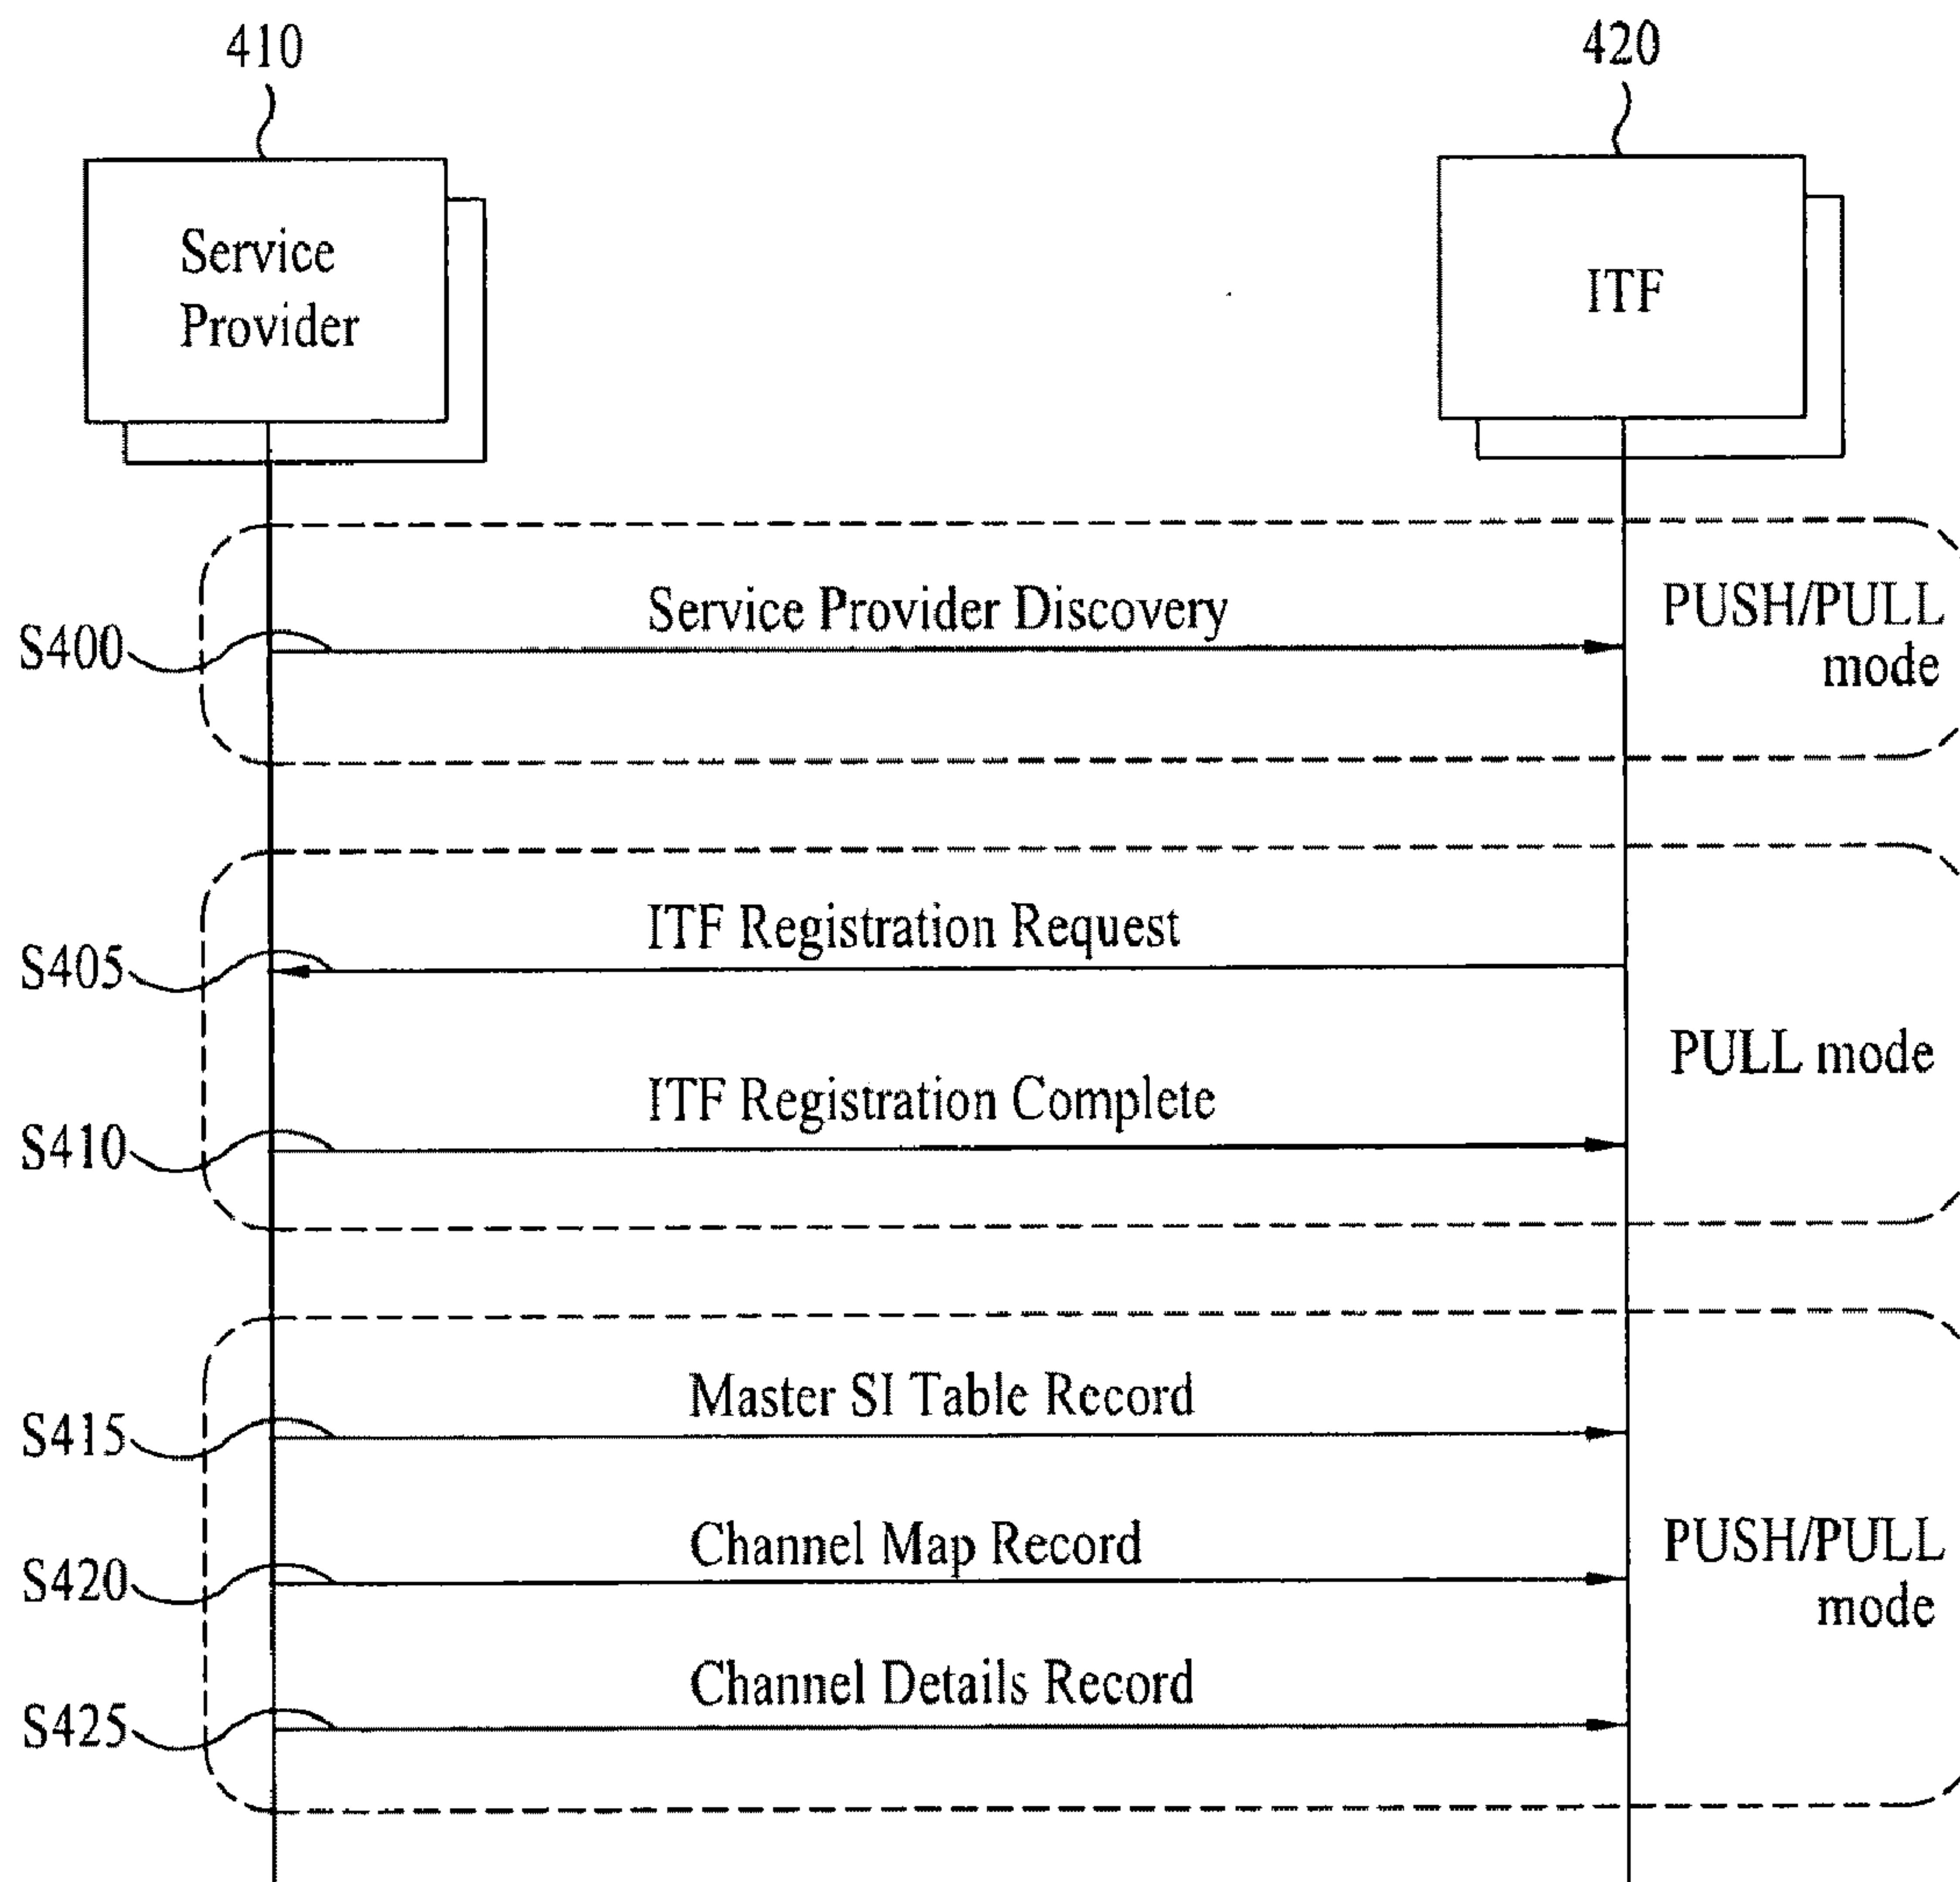 410
420
Service
Provider
ITF
Service Provider Discovery
PUSH/PULL
mode
S400
ITF Registration Request
S405
PULL mode
ITF Registration Complete
S410
Master SI Table Record
S415
Channel Map Record
PUSH/PULL
mode
S420
Channel Details Record
S425